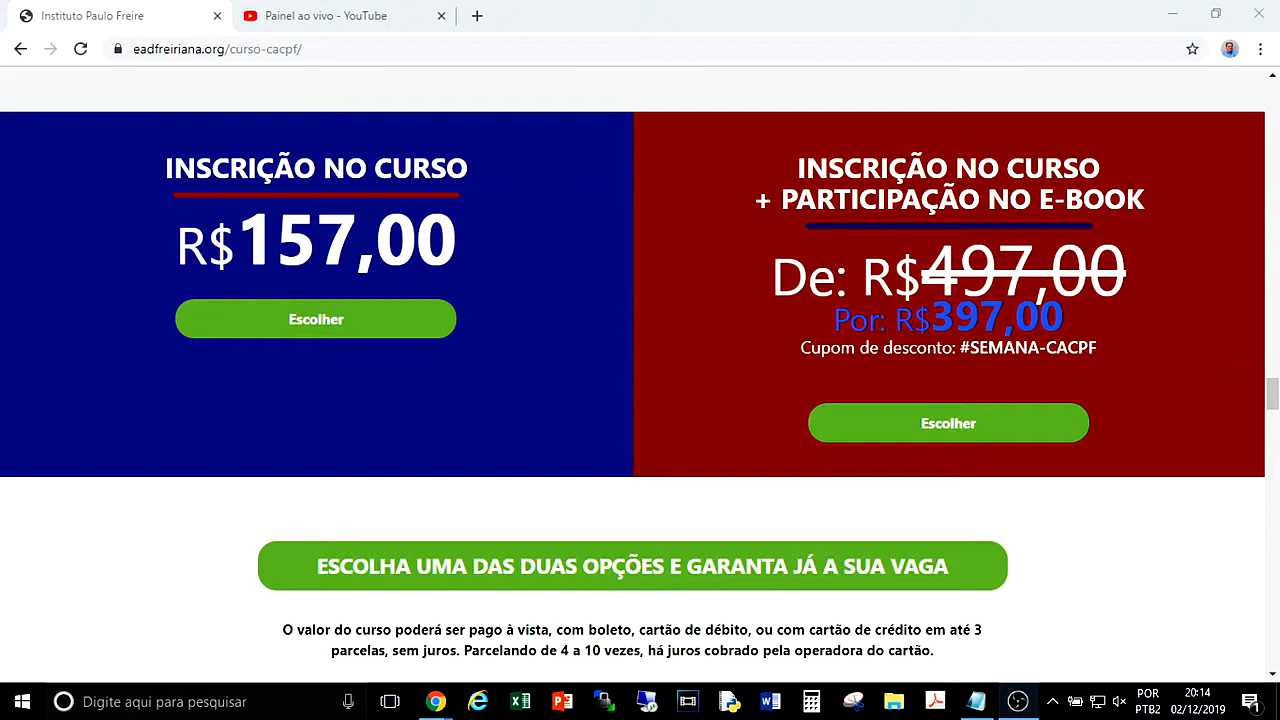 Instituto Paulo Freire
Painel ao vivo - YouTube
eadfreiriana.org/curso-cacpf/
INSCRIÇÃO NO CURSO
R$157,00
Escolher
INSCRIÇÃO NO CURSO
+ PARTICIPAÇÃO NO E-BOOK
De: R$497,00
Por: R$397,00
Cupom de desconto: #SEMANA-CACPF
Escolher
ESCOLHA UMA DAS DUAS OPÇÕES E GARANTA JÁ A SUA VAGA
O valor do curso poderá ser pago à vista, com boleto, cartão de débito, ou com cartão de crédito em até 3
parcelas, sem juros. Parcelando de 4 a 10 vezes, há juros cobrado pela operadora do cartão.
Digite aqui para pesquisar
POR
PTB2
20:14
02/12/2019